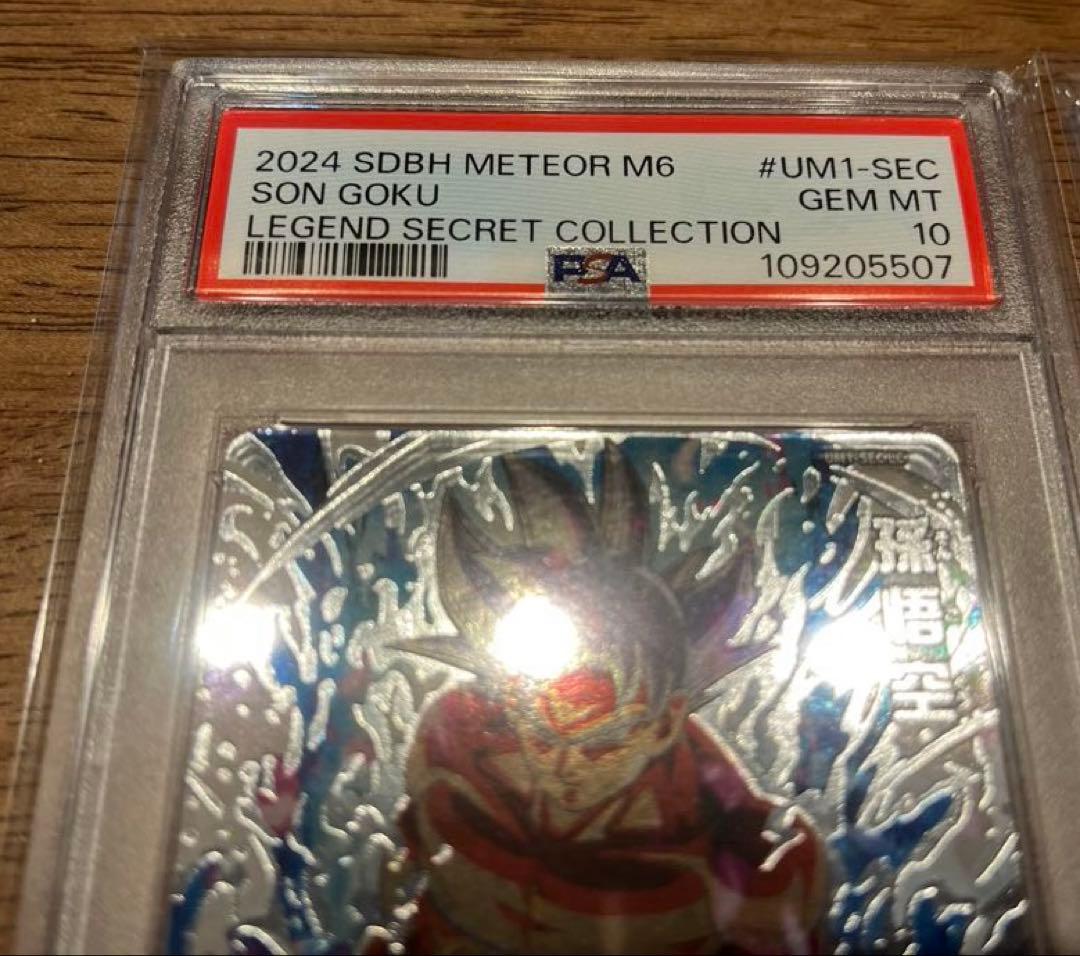 2024 SDBH METEOR M6 #UM1-SEC
SON GOKU GEM MT
LEGEND SECRET COLLECTION 10
PSA 109205507
孫悟空